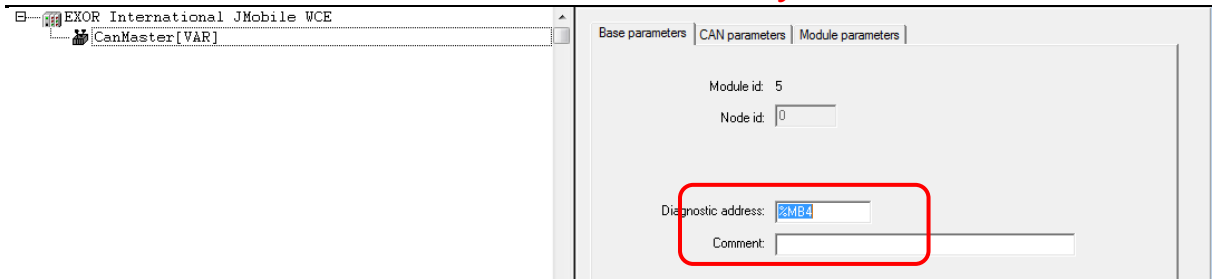 EXOR International JMobile WCE
CanMaster[VAR]
Base parameters CAN parameters Module parameters
Module id: 5
Node id: 0
Diagnostic address: %MB4
Comment: